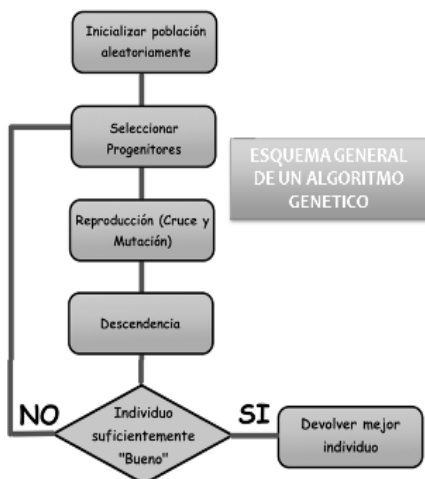 Inicializar población
aleatoriamente
Seleccionar
Progenitores
ESQUEMA GENERAL
DE UN ALGORITMO
GENETICO
Reproducción (Cruce y
Mutación)
Descendencia
NO
Individuo
suficientemente
"Bueno"
SI
Devolver mejor
individuo